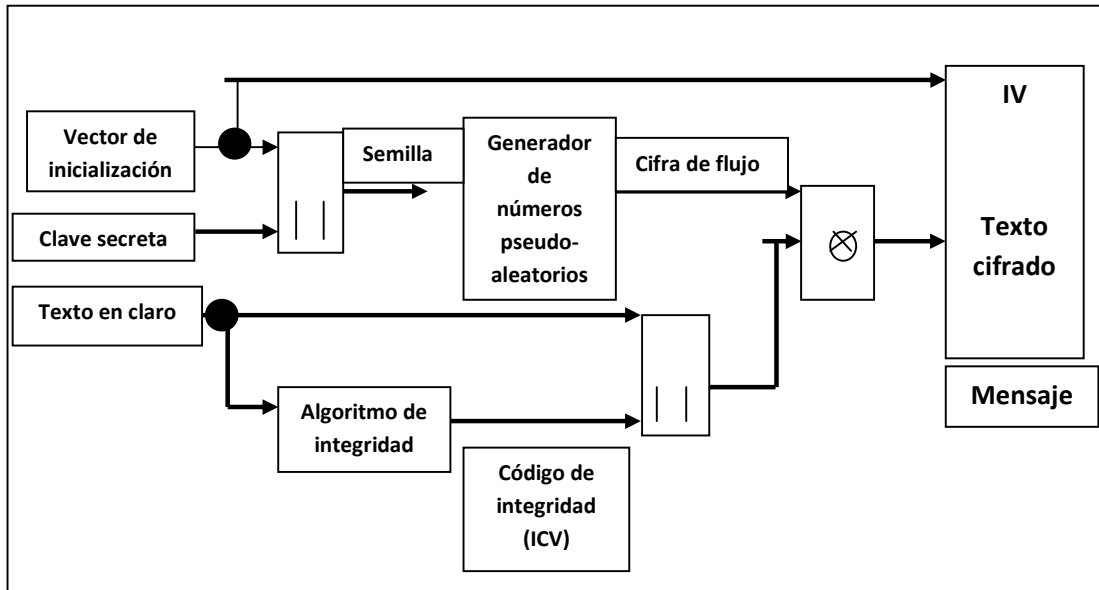 IV
Vector de
inicialización
Semilla
Generador
de
números
pseudo-
aleatorios
Cifra de flujo
| |
Clave secreta
Texto
cifrado
Texto en claro
| |
Mensaje
Algoritmo de
integridad
Código de
integridad
(ICV)